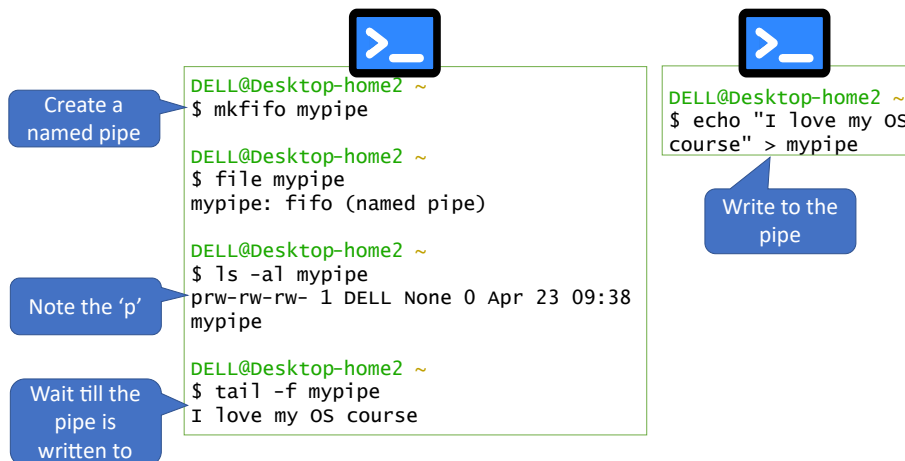 >_
>_
DELL@Desktop-home2 ~
$ mkfifo mypipe
DELL@Desktop-home2 ~
$ file mypipe
mypipe: fifo (named pipe)
DELL@Desktop-home2 ~
$ ls -al mypipe
prw-rw-rw- 1 DELL None 0 Apr 23 09:38
mypipe
DELL@Desktop-home2 ~
$ tail -f mypipe
I love my OS course
Create a
named pipe
Note the ‘p’
Wait till the
pipe is
written to
DELL@Desktop-home2 ~
$ echo "I love my OS
course" > mypipe
Write to the
pipe